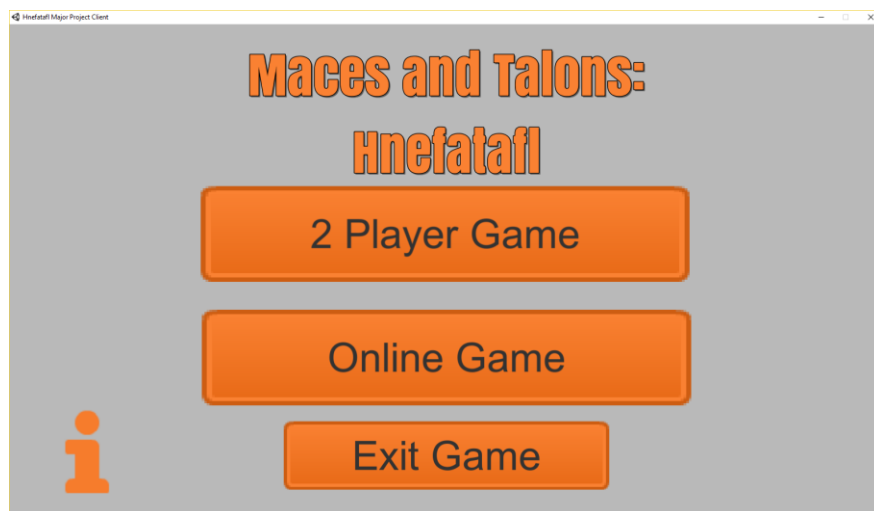 Hnefatafl Major Project Client
Maces and Talons:
Hnefatafl
2 Player Game
Online Game
Exit Game